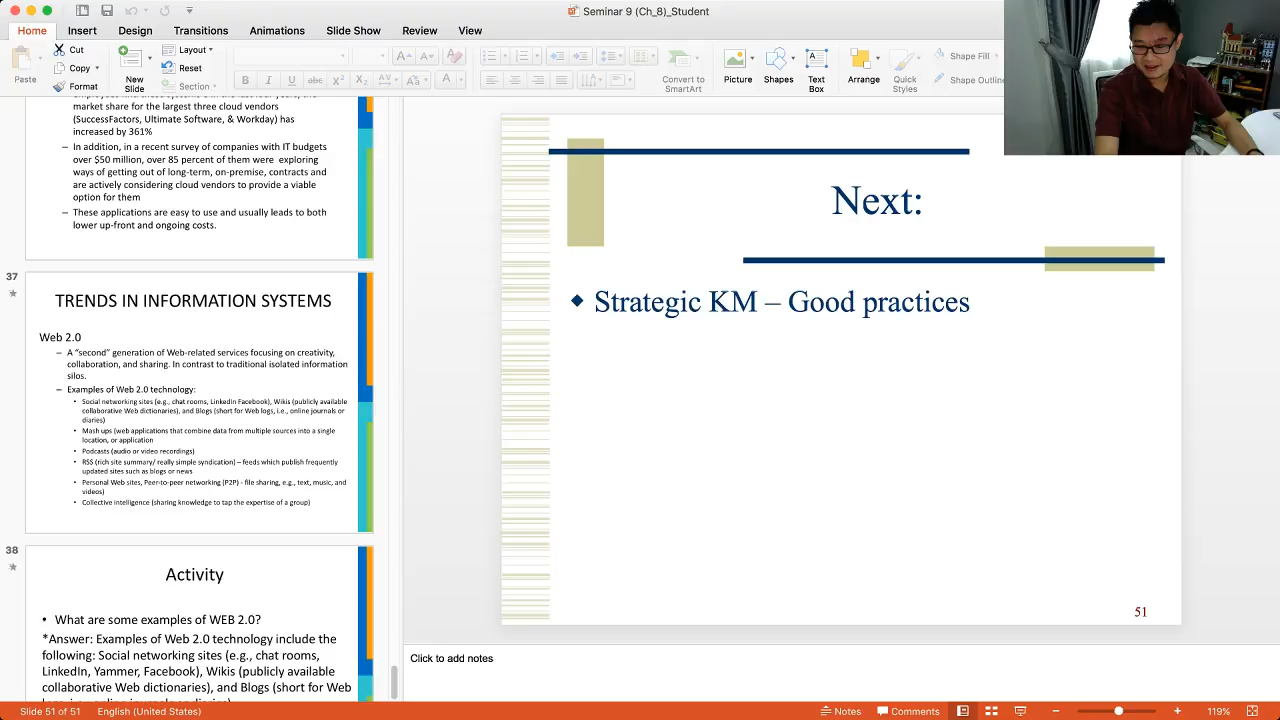 Seminar 9 (Ch_8)_Student
Home Insert Design Transitions Animations Slide Show Review View
Paste
Cut
Copy
Format
New Slide
Layout
Reset
Section
Convert to SmartArt
Picture
Shapes
Text Box
Arrange
Quick Styles
Shape Fill
Shape Outline
market share for the largest three cloud vendors
(SuccessFactors, Ultimate Software, & Workday) has
increased by 361%
– In addition, in a recent survey of companies with IT budgets
over $50 million, over 85 percent of them were exploring
ways of getting out of long-term, on-premise, contracts and
are actively considering cloud vendors to provide a viable
option for them
– These applications are easy to use and usually leads to both
lower up-front and ongoing costs.
37
TRENDS IN INFORMATION SYSTEMS
Web 2.0
– A “second” generation of Web-related services focusing on creativity,
collaboration, and sharing. In contrast to traditional isolated information
silos.
– Examples of Web 2.0 technology:
• Social networking sites (e.g., chat rooms, LinkedIn Facebook), Wikis (publicly available
collaborative Web dictionaries), and Blogs (short for Web logs, i.e., online journals or
diaries)
• Mash ups (web applications that combine data from multiple sources into a single
location, or application
• Podcasts (audio or video recordings)
• RSS (rich site summary/ really simple syndication) – feeds which publish frequently
updated sites such as blogs or news
• Personal Web sites, Peer-to-peer networking (P2P) - file sharing, e.g., text, music, and
videos)
• Collective intelligence (sharing knowledge to tap the expertise of a group)
38
Activity
• What are some examples of WEB 2.0?
*Answer: Examples of Web 2.0 technology include the
following: Social networking sites (e.g., chat rooms,
LinkedIn, Yammer, Facebook), Wikis (publicly available
collaborative Web dictionaries), and Blogs (short for Web
Next:
Strategic KM – Good practices
51
Click to add notes
Slide 51 of 51 English (United States)
Notes Comments 119%